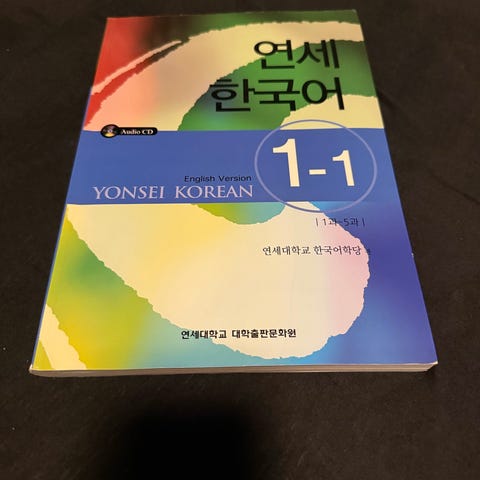 연세
한국어
Audio CD
English Version
YONSEI KOREAN
1-1
| 1과~5과 |
연세대학교 한국어학당
연세대학교 대학출판문화원